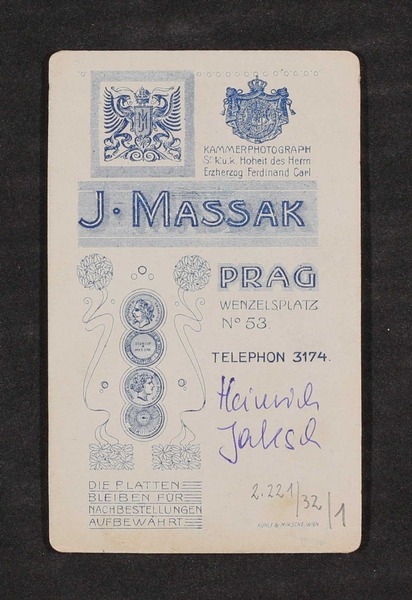 KAMMERPHOTOGRAPH
Sr k.u.k. Hoheit des Herrn
Erzherzog Ferdinand Carl
J. MASSAK
PRAG
WENZELSPLATZ
No 53.
TELEPHON 3174.
Heinrich
Jaksch
DIE PLATTEN
BLEIBEN FÜR
NACHBESTELLUNGEN
AUFBEWAHRT
2.221/32/1